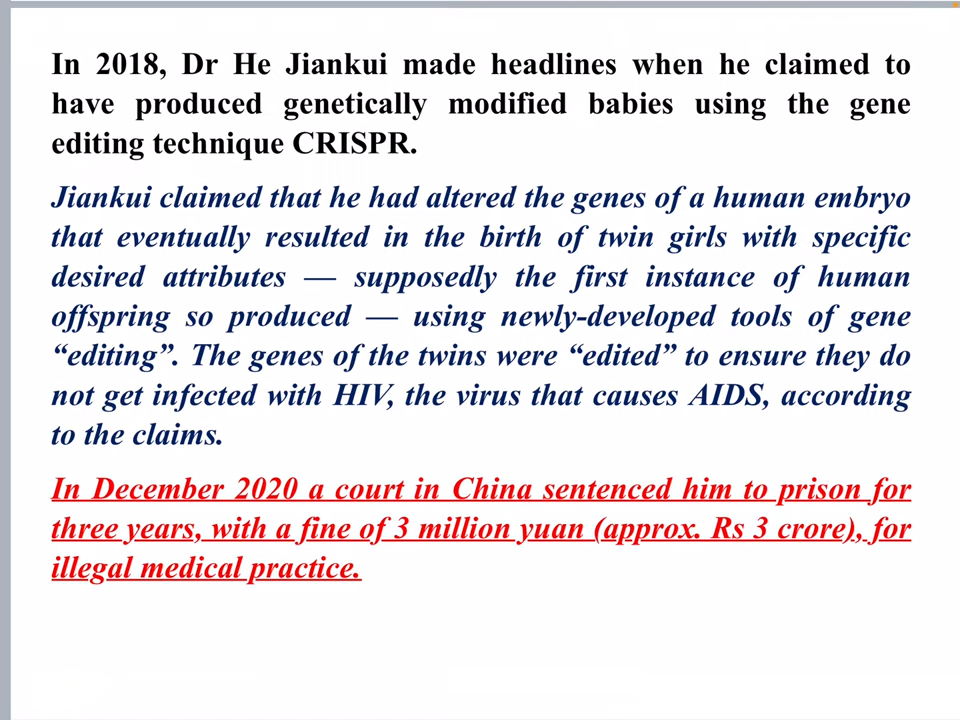 In 2018, Dr He Jiankui made headlines when he claimed to
have produced genetically modified babies using the gene
editing technique CRISPR.
Jiankui claimed that he had altered the genes of a human embryo
that eventually resulted in the birth of twin girls with specific
desired attributes — supposedly the first instance of human
offspring so produced — using newly-developed tools of gene
“editing”. The genes of the twins were “edited” to ensure they do
not get infected with HIV, the virus that causes AIDS, according
to the claims.
In December 2020 a court in China sentenced him to prison for
three years, with a fine of 3 million yuan (approx. Rs 3 crore), for
illegal medical practice.